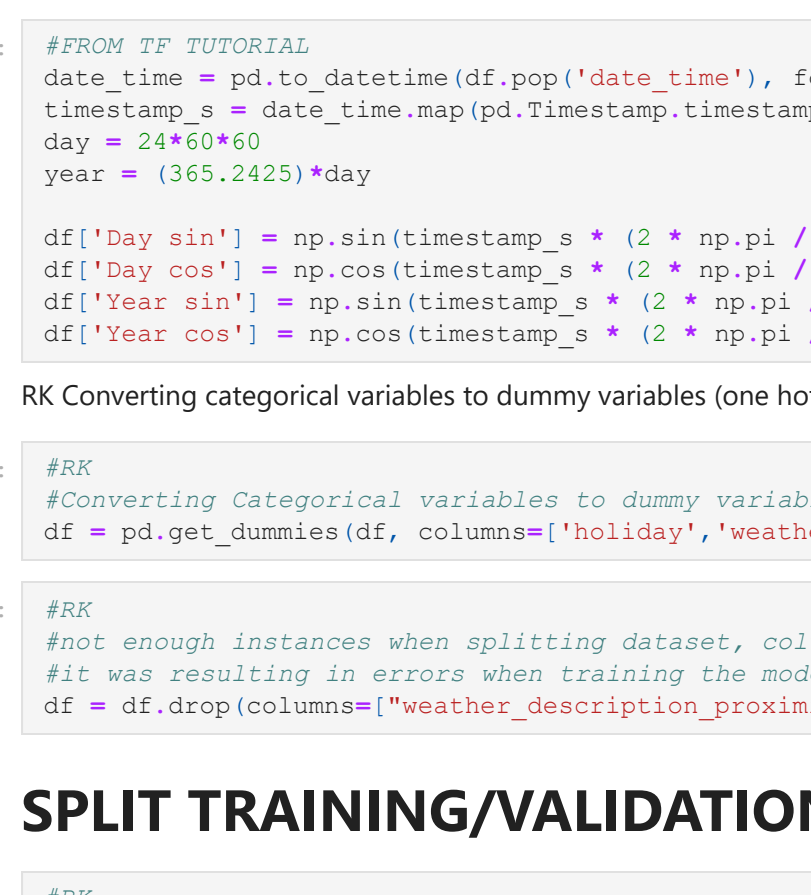 #FROM TF TUTORIAL
date_time = pd.to_datetime(df.pop('date_time'),
timestamp_s = date_time.map(pd.Timestamp.timestam
day = 24*60*60
year = (365.2425)*day
df['Day sin'] = np.sin(timestamp_s * (2 * np.pi /
df['Day cos'] = np.cos(timestamp_s * (2 * np.pi /
df['Year sin'] = np.sin(timestamp_s * (2 * np.pi
df['Year cos'] = np.cos(timestamp_s * (2 * np.pi
RK Converting categorical variables to dummy variables (one ho
#RK
#Converting Categorical variables to dummy variab
df = pd.get_dummies(df, columns=['holiday','weath
#RK
#not enough instances when splitting dataset, col
#it was resulting in errors when training the mod
df = df.drop(columns=["weather_description_proxim
SPLIT TRAINING/VALIDATION
#RK